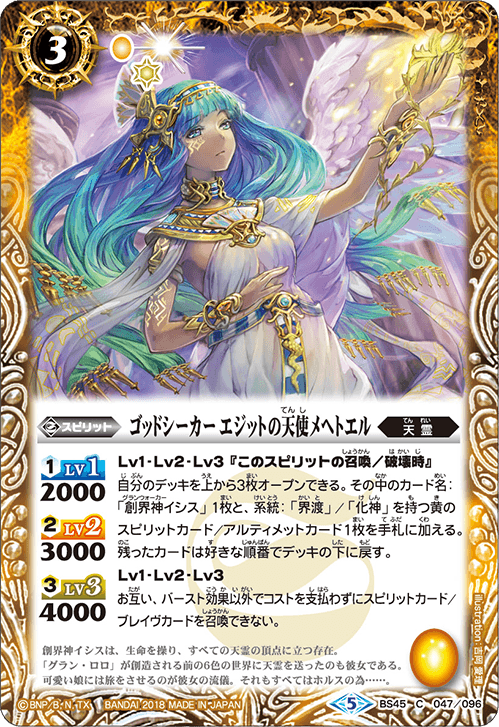 3
スピリット
ゴッドシーカー エジットの天使メヘトエル
てんし
天霊
てんれい
1 LV1
2000
2 LV2
3000
3 LV3
4000
Lv1・Lv2・Lv3『このスピリットの召喚／破壊時』
自分のデッキを上から3枚オープンできる。その中のカード名：
「創界神イシス」1枚と、系統：「界渡」/「化神」を持つ黄の
スピリットカード/アルティメットカード1枚を手札に加える。
残ったカードは好きな順番でデッキの下に戻す。
Lv1・Lv2・Lv3
お互い、バースト効果以外でコストを支払わずにスピリットカード/
ブレイヴカードを召喚できない。
創界神イシスは、生命を操り、すべての天霊の頂点に立つ存在。
「グラン・ロロ」が創造される前の6色の世界に天霊を送ったのも彼女である。
可愛い娘には旅をさせるのが彼女の流儀。それもすべてはホルスの為……。
©BNP/B・N・TX BANDAI 2018 MADE IN JAPAN
5
BS45 C 047/096
illustration: